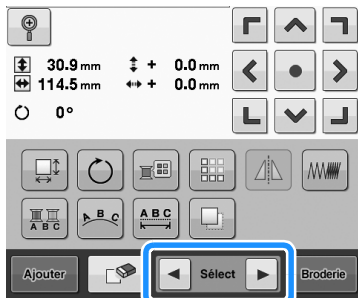 30.9 mm + 0.0 mm
114.5 mm + 0.0 mm
0°
A B C
A B C
A B C
Ajouter Sélect Broderie